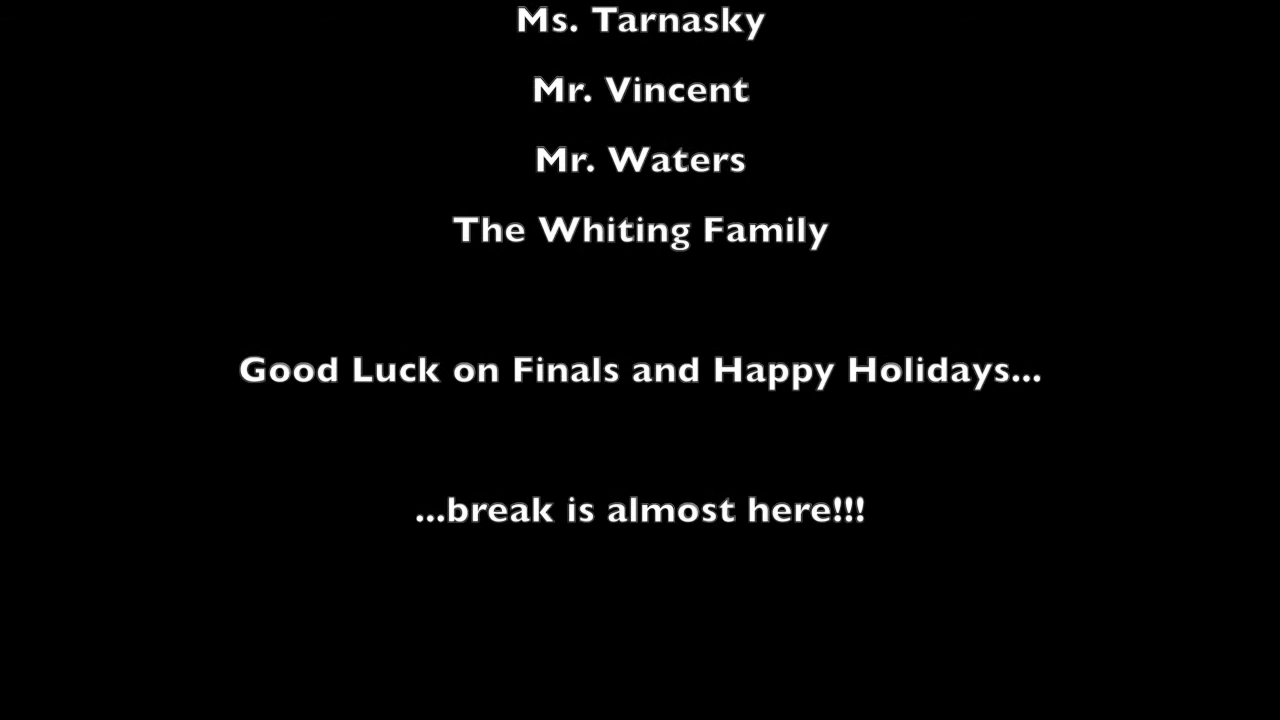 Ms. Tarnasky
Mr. Vincent
Mr. Waters
The Whiting Family
Good Luck on Finals and Happy Holidays...
...break is almost here!!!